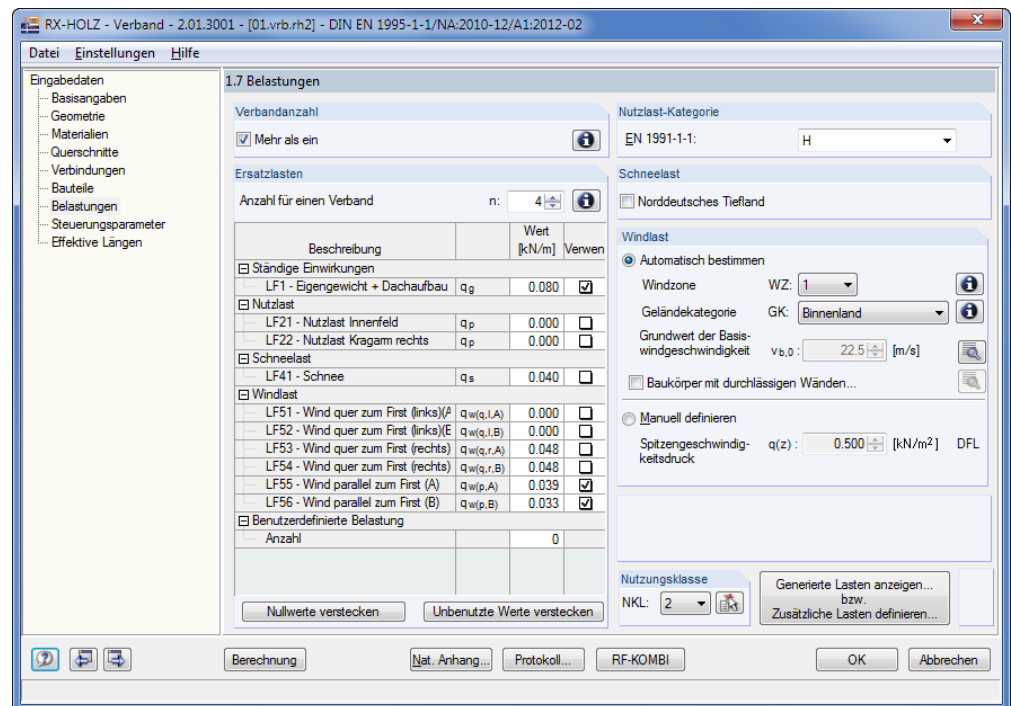 RX-HOLZ - Verband - 2.01.3001 - [01.vrb.rh2] - DIN EN 1995-1-1/NA:2010-12/A1:2012-02
Datei Einstellungen Hilfe
Eingabedaten
Basisangaben
Geometrie
Materialien
Querschnitte
Verbindungen
Bauteile
Belastungen
Steuerungsparameter
Effektive Längen
1.7 Belastungen
Verbandanzahl
Mehr als ein
Ersatzlasten
Anzahl für einen Verband n: 4
Wert
Beschreibung [kN/m] Verwen
Ständige Einwirkungen
LF1 - Eigengewicht + Dachaufbau qg 0.080
Nutzlast
LF21 - Nutzlast Innenfeld qp 0.000
LF22 - Nutzlast Kragarm rechts qp 0.000
Schneelast
LF41 - Schnee qs 0.040
Windlast
LF51 - Wind quer zum First (links)(A qw(q,l,A) 0.000
LF52 - Wind quer zum First (links)(B qw(q,l,B) 0.000
LF53 - Wind quer zum First (rechts) qw(q,r,A) 0.048
LF54 - Wind quer zum First (rechts) qw(q,r,B) 0.048
LF55 - Wind parallel zum First (A) qw(p,A) 0.039
LF56 - Wind parallel zum First (B) qw(p,B) 0.033
Benutzerdefinierte Belastung
Anzahl 0
Nullwerte verstecken Unbenutzte Werte verstecken
Nutzlast-Kategorie
EN 1991-1-1: H
Schneelast
Norddeutsches Tiefland
Windlast
Automatisch bestimmen
Windzone WZ: 1
Geländekategorie GK: Binnenland
Grundwert der Basis-
windgeschwindigkeit vb,0 : 22.5 [m/s]
Baukörper mit durchlässigen Wänden...
Manuell definieren
Spitzengeschwindig- q(z) : 0.500 [kN/m²] DFL
keitsdruck
Nutzungsklasse
NKL: 2
Generierte Lasten anzeigen...
bzw.
Zusätzliche Lasten definieren...
Berechnung Nat. Anhang... Protokoll... RF-KOMBI OK Abbrechen